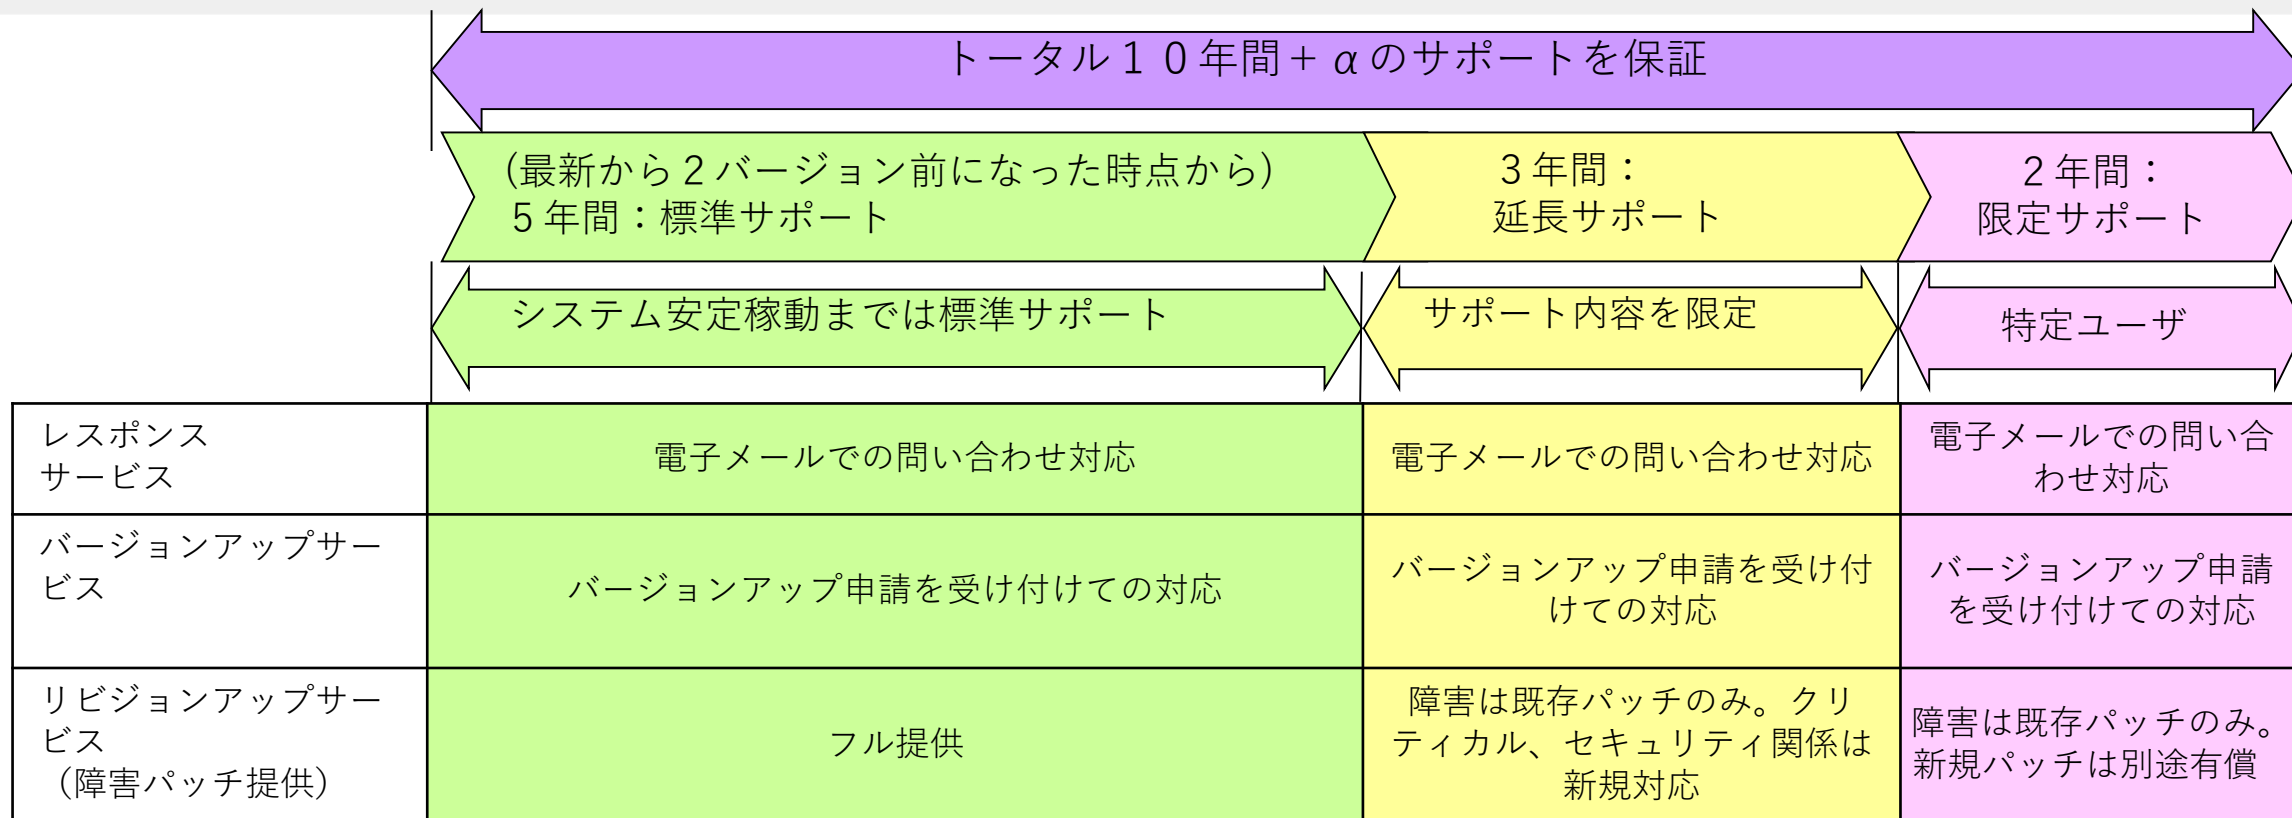 トータル１０年間＋αのサポートを保証
(最新から２バージョン前になった時点から)
５年間：標準サポート
３年間：
延長サポート
２年間：
限定サポート
システム安定稼動までは標準サポート
サポート内容を限定
特定ユーザ
レスポンス
サービス
電子メールでの問い合わせ対応
電子メールでの問い合わせ対応
電子メールでの問い合
わせ対応
バージョンアップサー
ビス
バージョンアップ申請を受け付けての対応
バージョンアップ申請を受け付
けての対応
バージョンアップ申請
を受け付けての対応
リビジョンアップサー
ビス
（障害パッチ提供）
フル提供
障害は既存パッチのみ。クリ
ティカル、セキュリティ関係は
新規対応
障害は既存パッチのみ。
新規パッチは別途有償